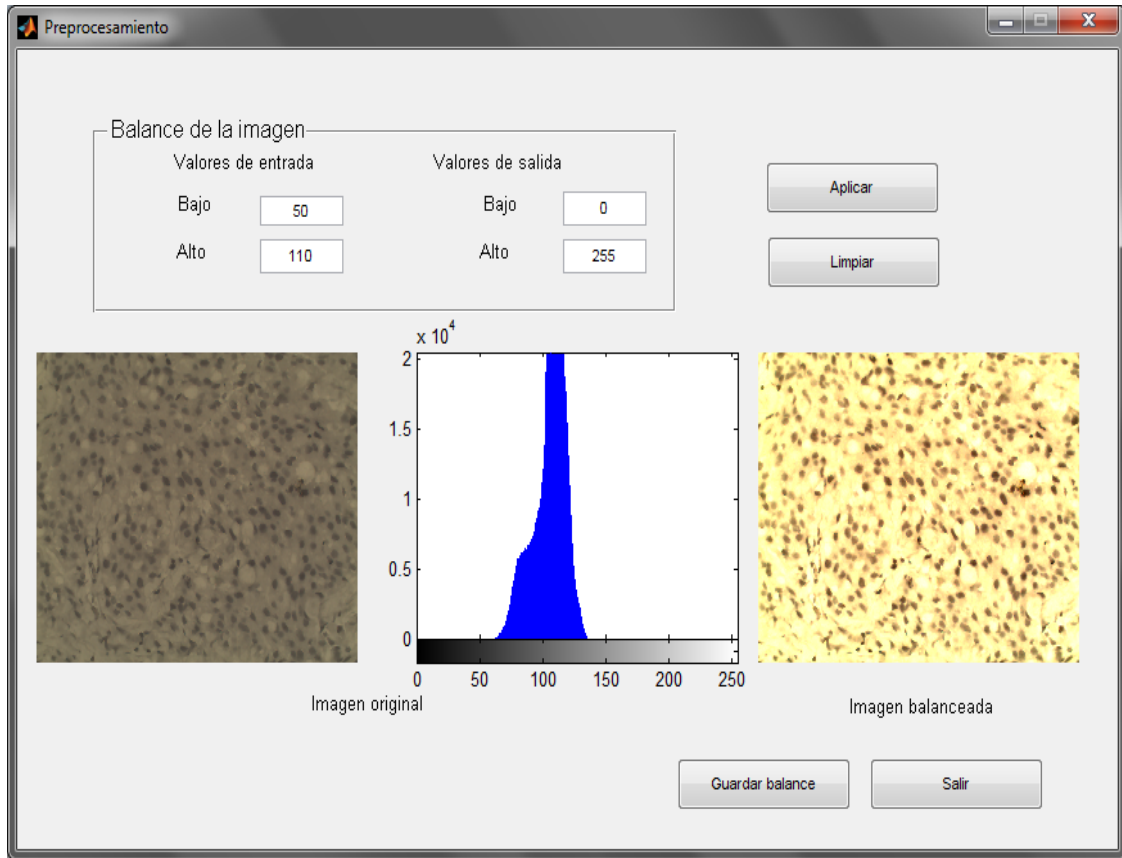 Preprocesamiento
Balance de la imagen
Valores de entrada
Valores de salida
Bajo
50
Bajo
0
Alto
110
Alto
255
Aplicar
Limpiar
x 10^4
2
1.5
1
0.5
0
0 50 100 150 200 250
Imagen original
Imagen balanceada
Guardar balance
Salir